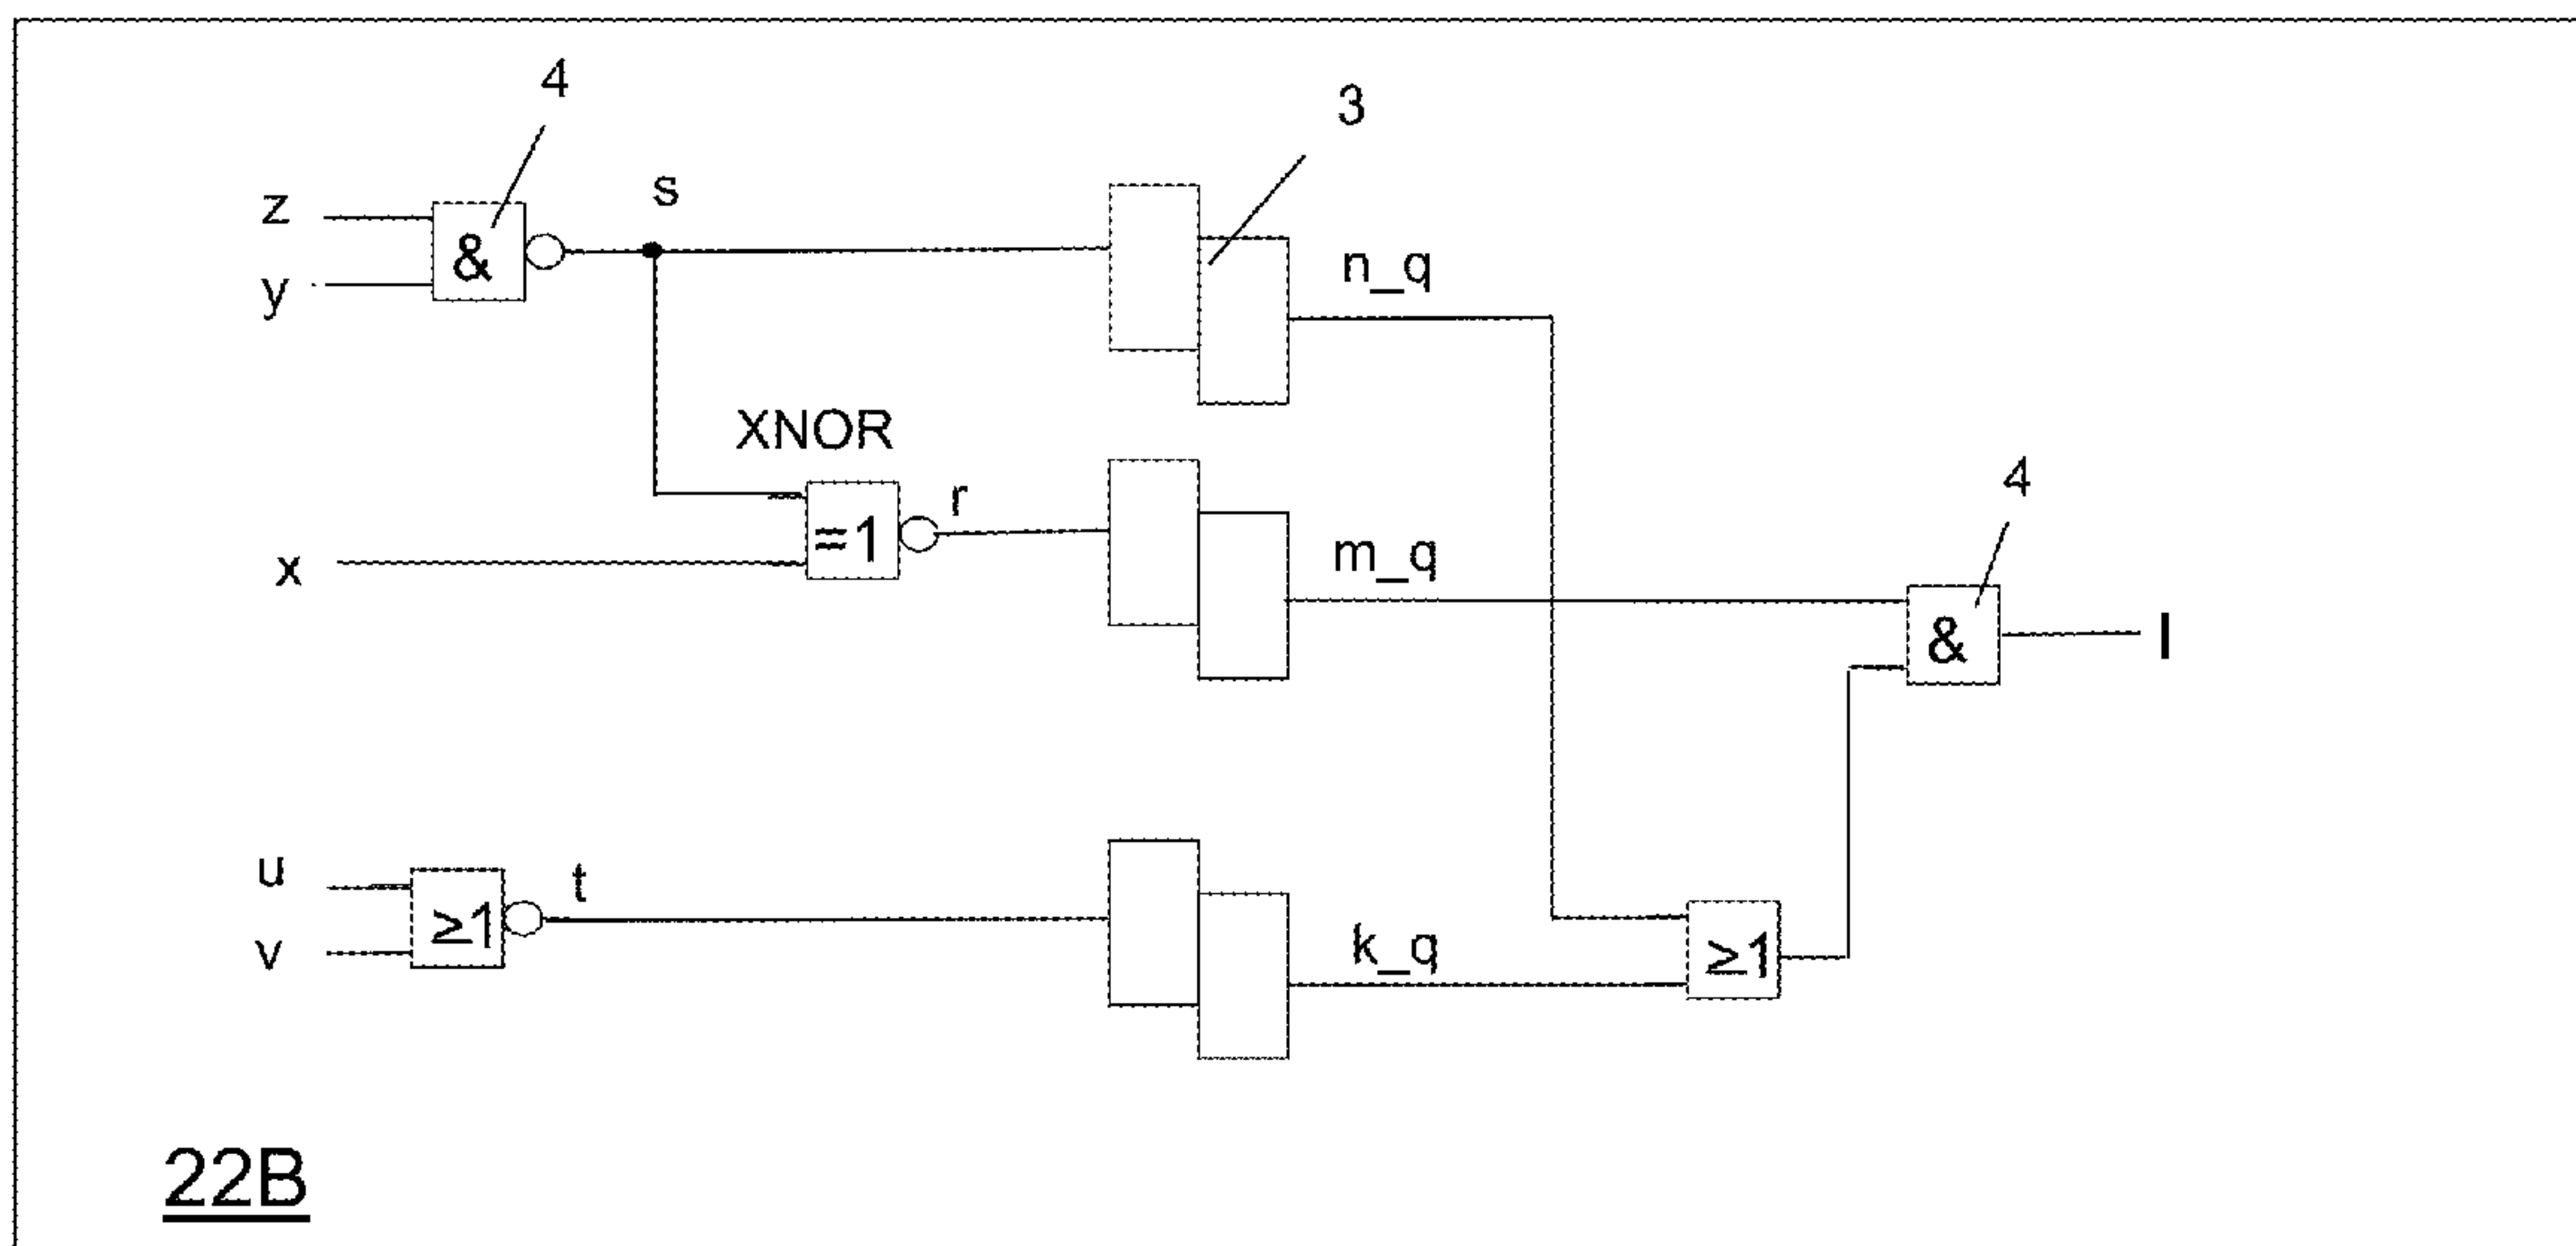 4
3
z
s
y
&
n_q
XNOR
4
r
=1
m_q
x
&
l
u
t
≥1
v
k_q
≥1
22B